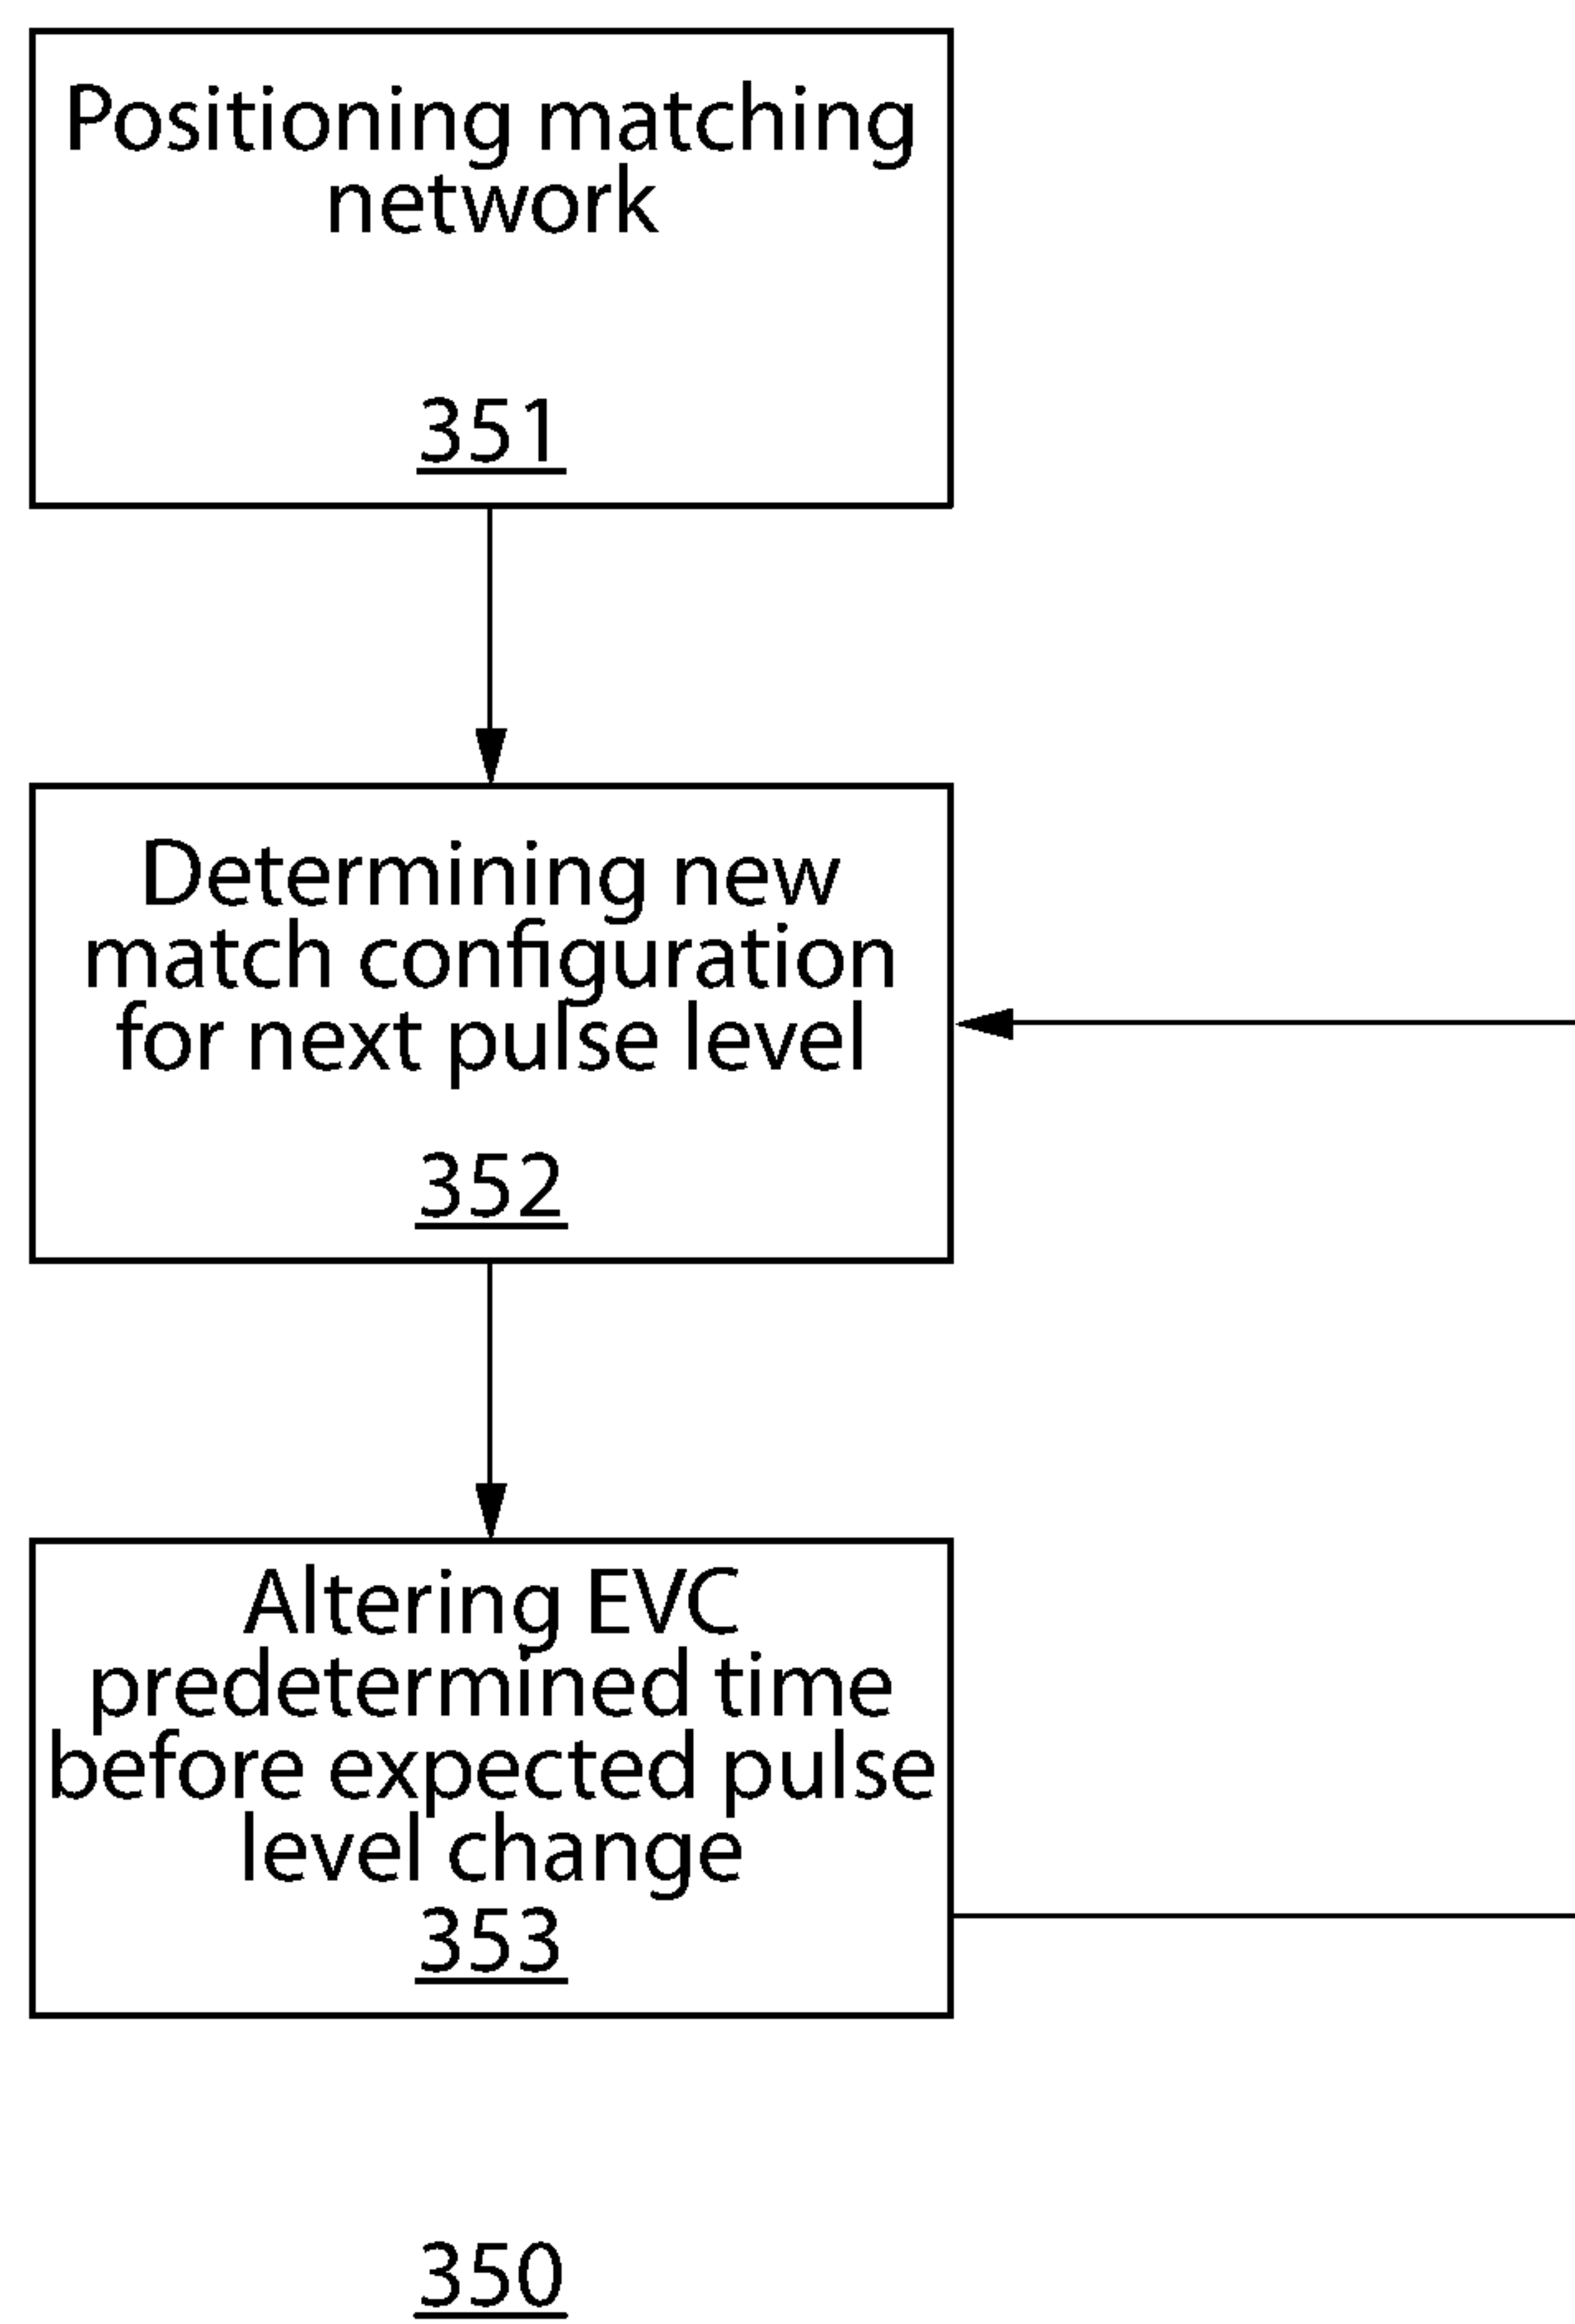 Positioning matching
network
351
Determining new
match configuration
for next pulse level
352
Altering EVC
predetermined time
before expected pulse
level change
353
350